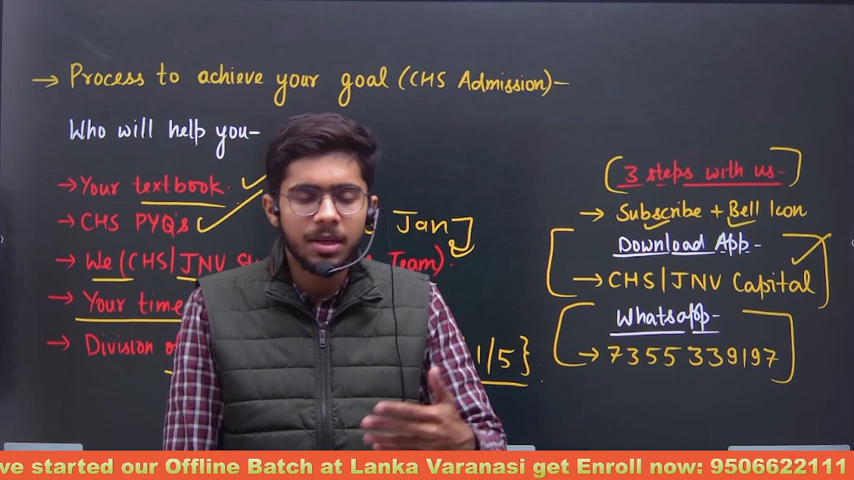 → Process to achieve your goal (CHS Admission)-
Who will help you-
→ Your textbook.
→ CHS PYQ's
Jan
→ We (CHS|JNV Team).
→ Your time
→ Division
1/5}
3 steps with us-
→ Subscribe + Bell Icon
Download App-
→ CHS|JNV Capital
Whatsapp-
→ 7355339197
ve started our Offline Batch at Lanka Varanasi get Enroll now: 9506622111